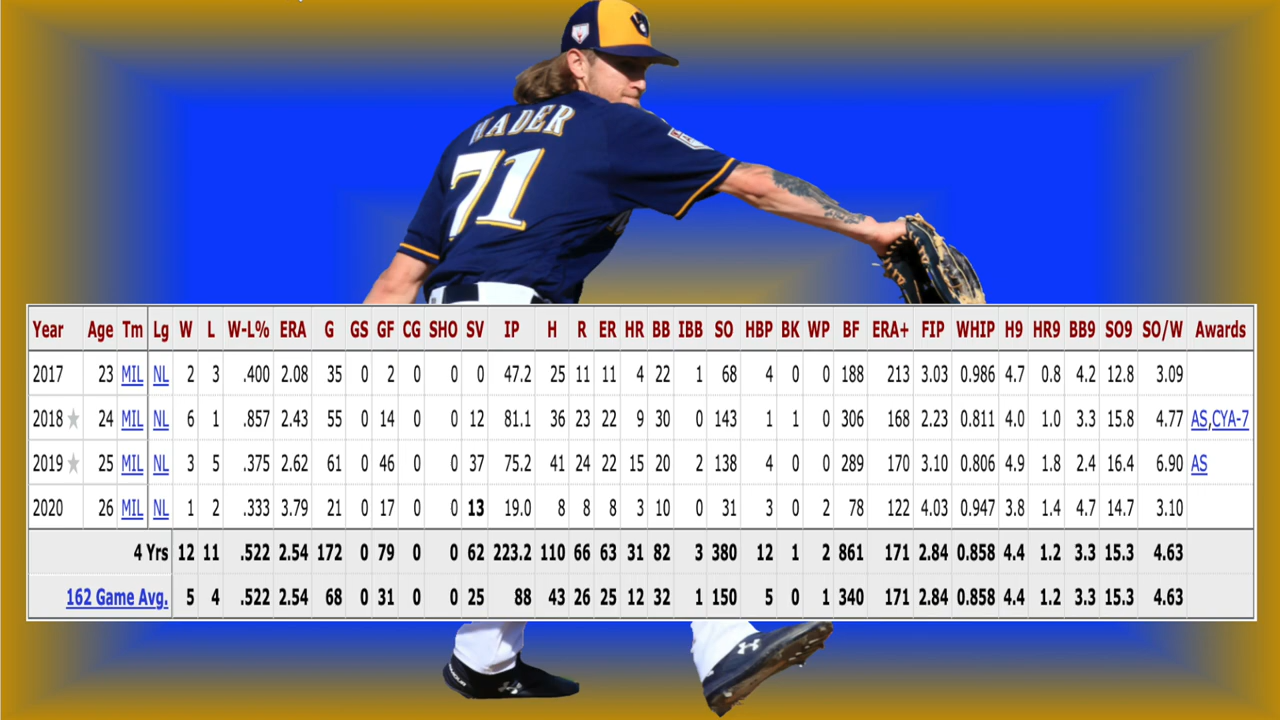 HADER
71
Year Age Tm Lg W L W-L% ERA G GS GF CG SHO SV IP H R ER HR BB IBB SO HBP BK WP BF ERA+ FIP WHIP H9 HR9 BB9 SO9 SO/W Awards
2017 23 MIL NL 2 3 .400 2.08 35 0 2 0 0 0 47.2 25 11 11 4 22 1 68 4 0 0 188 213 3.03 0.986 4.7 0.8 4.2 12.8 3.09
2018 ★ 24 MIL NL 6 1 .857 2.43 55 0 14 0 0 12 81.1 36 23 22 9 30 0 143 1 1 0 306 168 2.23 0.811 4.0 1.0 3.3 15.8 4.77 AS,CYA-7
2019 ★ 25 MIL NL 3 5 .375 2.62 61 0 46 0 0 37 75.2 41 24 22 15 20 2 138 4 0 0 289 170 3.10 0.806 4.9 1.8 2.4 16.4 6.90 AS
2020 26 MIL NL 1 2 .333 3.79 21 0 17 0 0 13 19.0 8 8 8 3 10 0 31 3 0 2 78 122 4.03 0.947 3.8 1.4 4.7 14.7 3.10
4 Yrs 12 11 .522 2.54 172 0 79 0 0 62 223.2 110 66 63 31 82 3 380 12 1 2 861 171 2.84 0.858 4.4 1.2 3.3 15.3 4.63
162 Game Avg. 5 4 .522 2.54 68 0 31 0 0 25 88 43 26 25 12 32 1 150 5 0 1 340 171 2.84 0.858 4.4 1.2 3.3 15.3 4.63